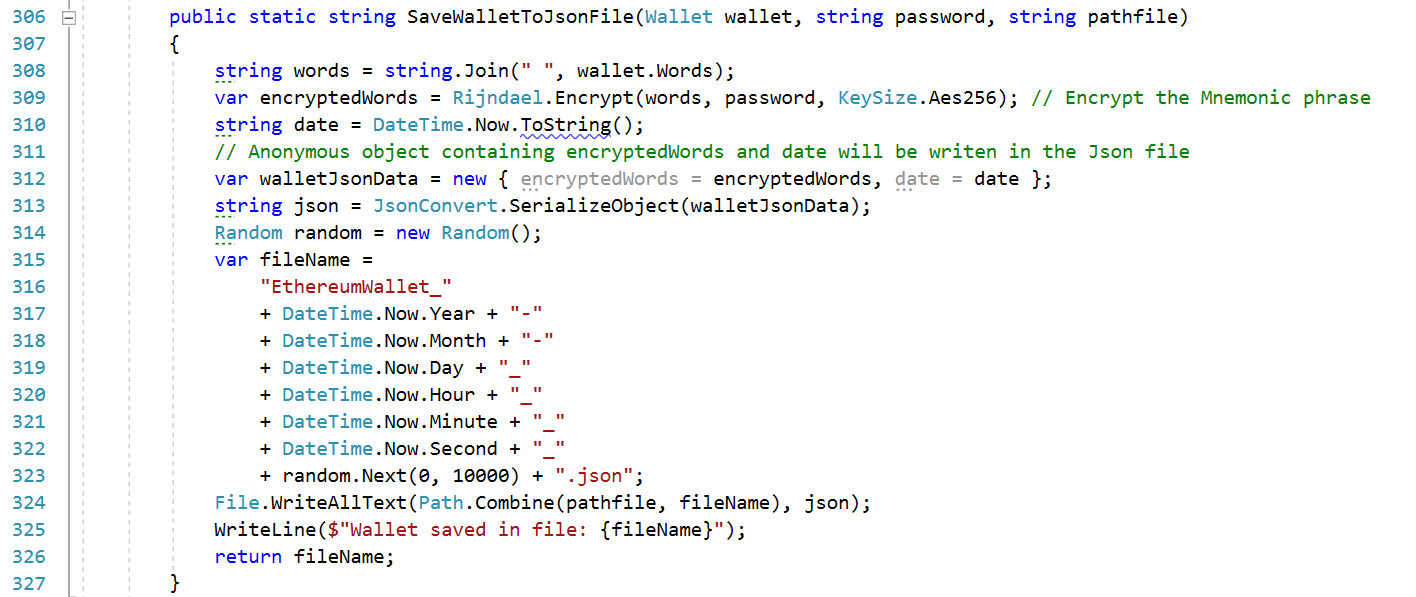 306 public static string SaveWalletToJsonFile(Wallet wallet, string password, string pathfile)
307 {
308 string words = string.Join(" ", wallet.Words);
309 var encryptedWords = Rijndael.Encrypt(words, password, KeySize.Aes256); // Encrypt the Mnemonic phrase
310 string date = DateTime.Now.ToString();
311 // Anonymous object containing encryptedWords and date will be writen in the Json file
312 var walletJsonData = new { encryptedWords = encryptedWords, date = date };
313 string json = JsonConvert.SerializeObject(walletJsonData);
314 Random random = new Random();
315 var fileName =
316 "EthereumWallet_"
317 + DateTime.Now.Year + "-"
318 + DateTime.Now.Month + "-"
319 + DateTime.Now.Day + "_"
320 + DateTime.Now.Hour + "_"
321 + DateTime.Now.Minute + "_"
322 + DateTime.Now.Second + "_"
323 + random.Next(0, 10000) + ".json";
324 File.WriteAllText(Path.Combine(pathfile, fileName), json);
325 WriteLine($"Wallet saved in file: {fileName}");
326 return fileName;
327 }